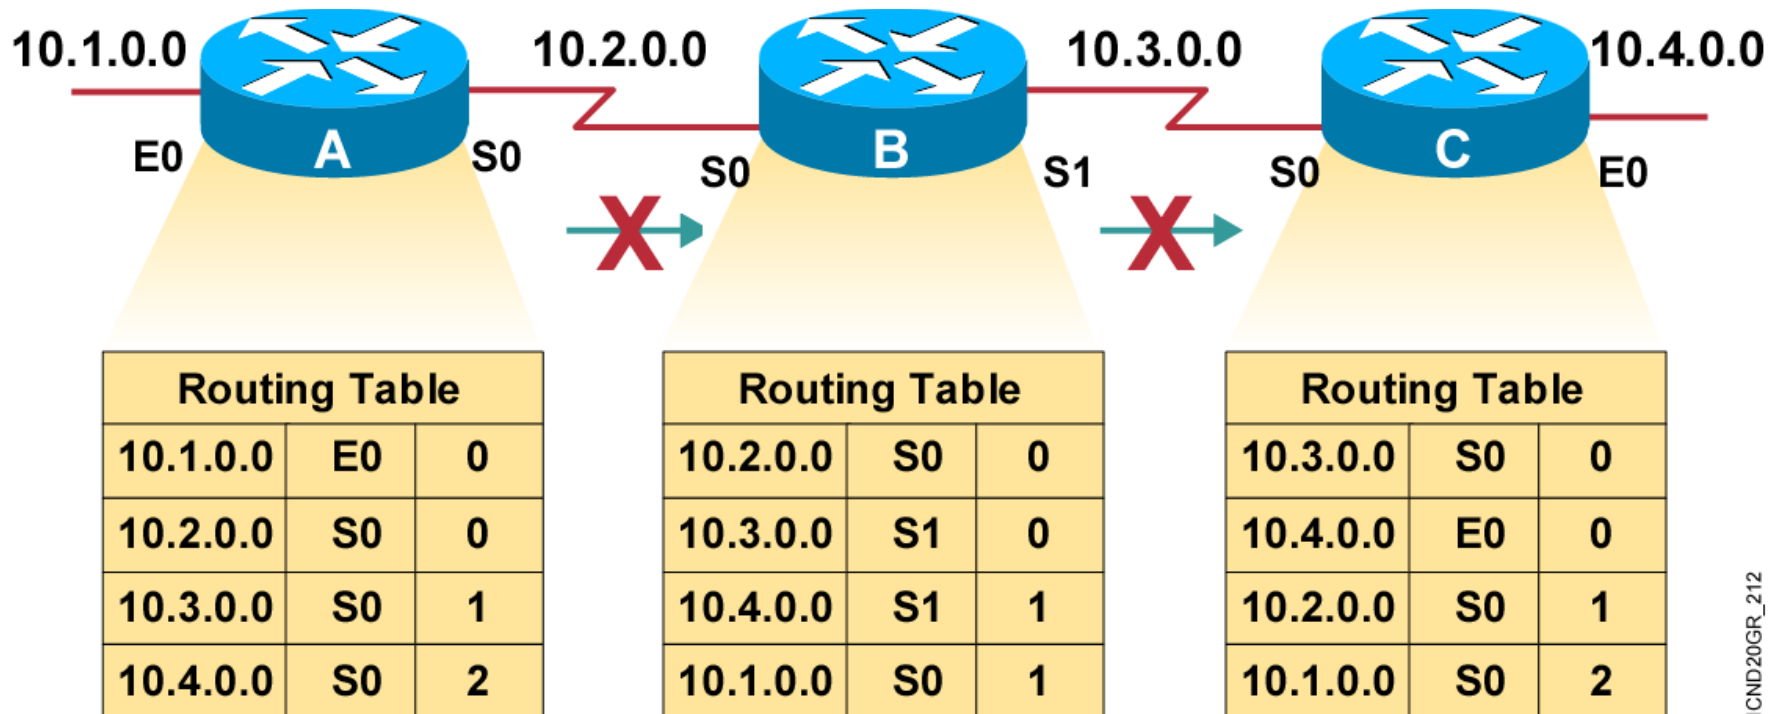 10.1.0.0 10.2.0.0 10.3.0.0 10.4.0.0
E0 A S0 S0 B S1 S0 C E0
X X
Routing Table Routing Table Routing Table
10.1.0.0 E0 0 10.2.0.0 S0 0 10.3.0.0 S0 0
10.2.0.0 S0 0 10.3.0.0 S1 0 10.4.0.0 E0 0
10.3.0.0 S0 1 10.4.0.0 S1 1 10.2.0.0 S0 1
10.4.0.0 S0 2 10.1.0.0 S0 1 10.1.0.0 S0 2
ICND20GR_212